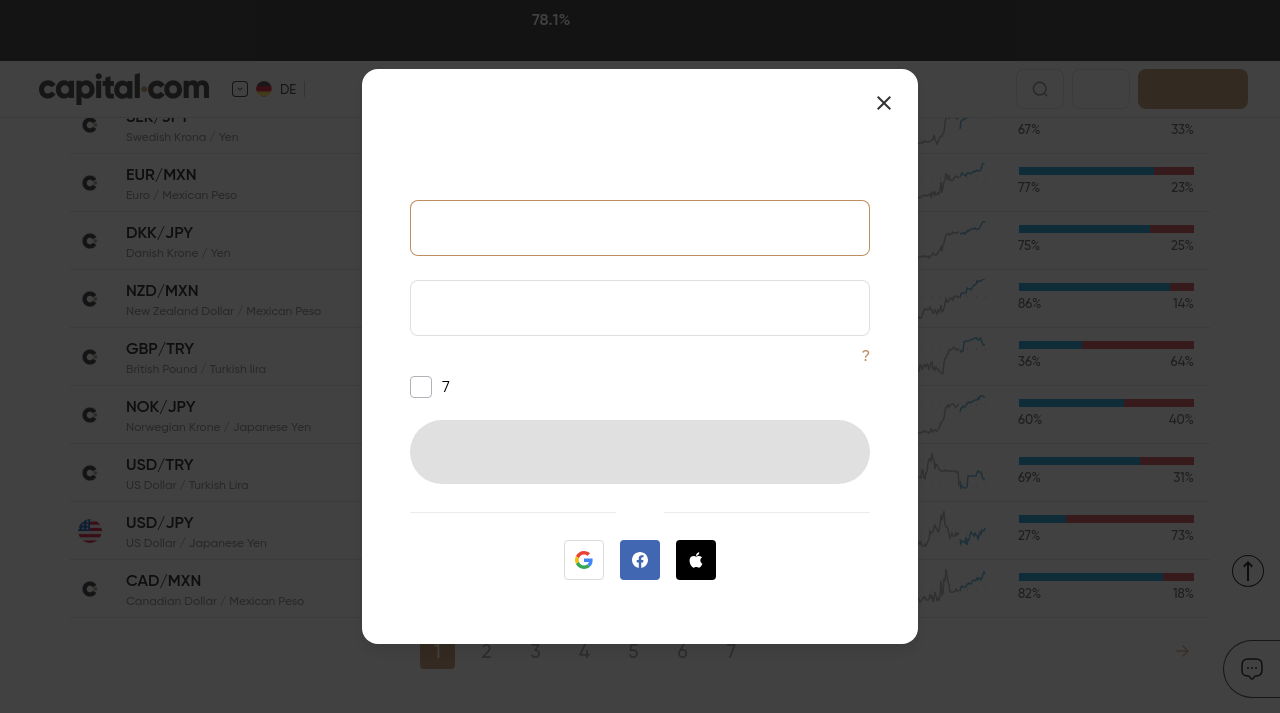 78.1%
capital.com
DE
SEK/JPY
Swedish Krona / Yen
67% 33%
EUR/MXN
Euro / Mexican Peso
77% 23%
DKK/JPY
Danish Krone / Yen
75% 25%
NZD/MXN
New Zealand Dollar / Mexican Peso
86% 14%
GBP/TRY
British Pound / Turkish lira
36% 64%
NOK/JPY
Norwegian Krone / Japanese Yen
60% 40%
USD/TRY
US Dollar / Turkish Lira
69% 31%
USD/JPY
US Dollar / Japanese Yen
27% 73%
CAD/MXN
Canadian Dollar / Mexican Peso
82% 18%
?
7
1 2 3 4 5 6 7